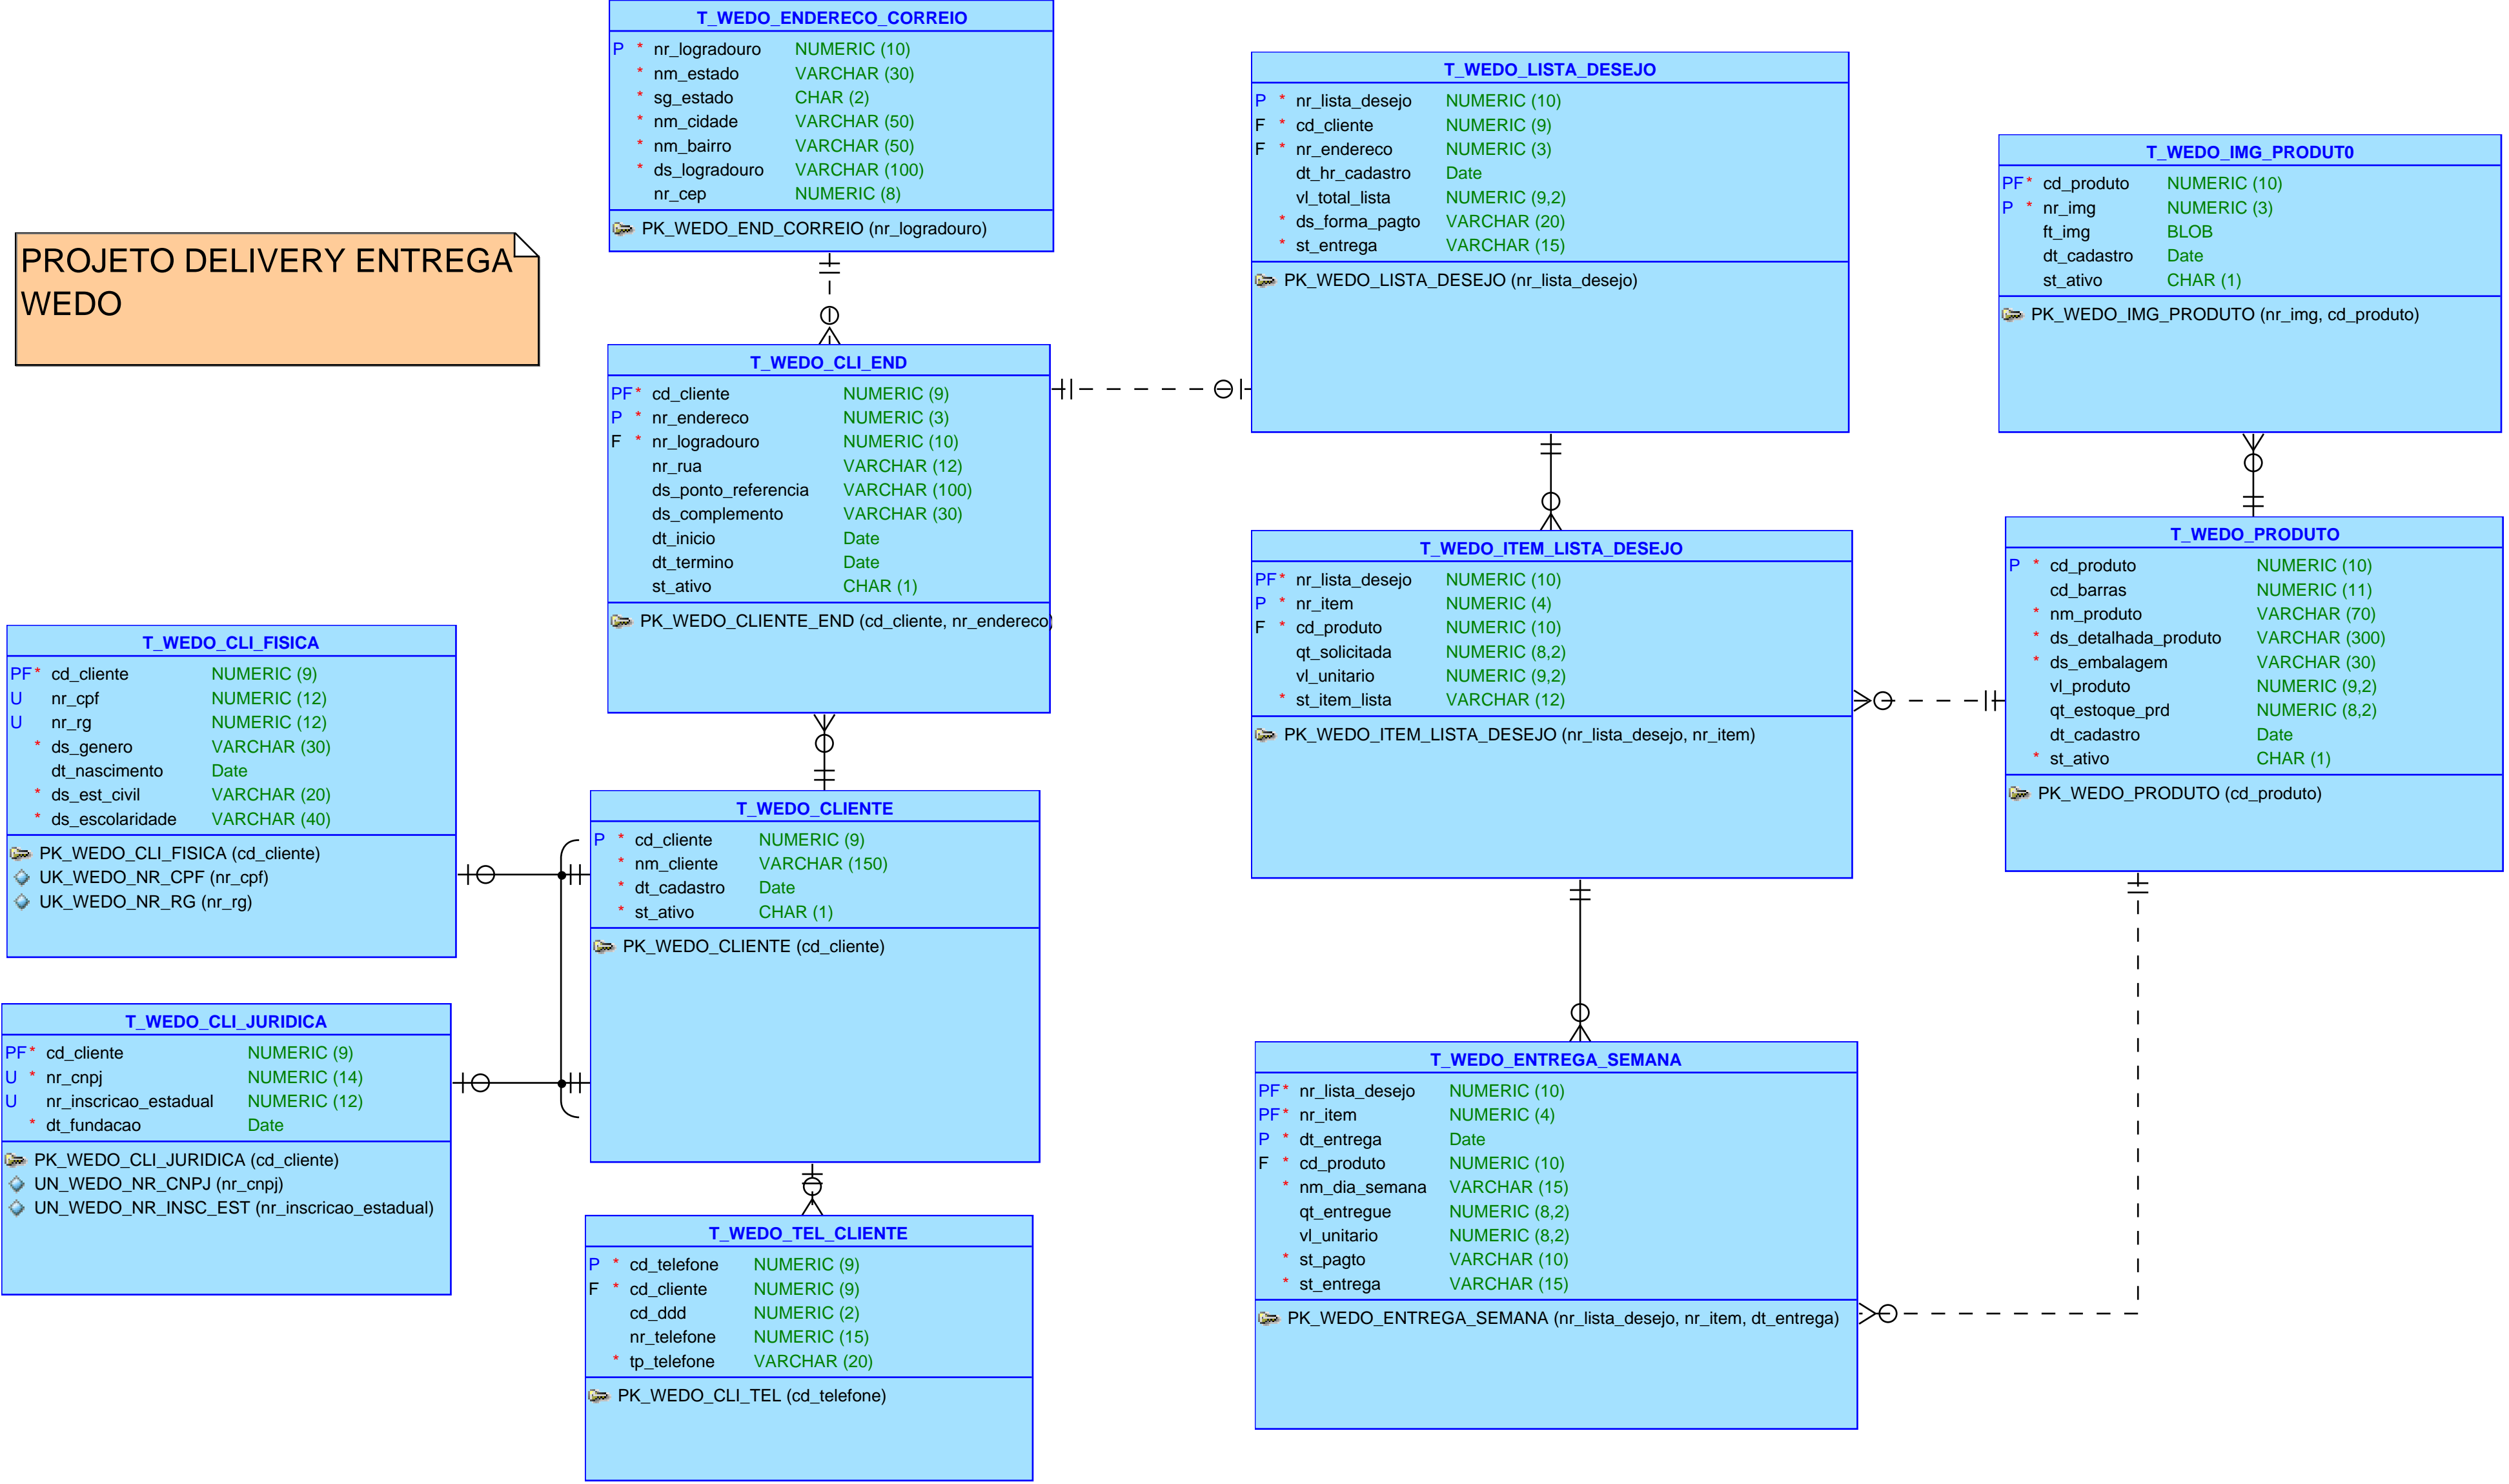 PROJETO DELIVERY ENTREGA
WEDO
T_WEDO_ENDERECO_CORREIO
P * nr_logradouro NUMERIC (10)
* nm_estado VARCHAR (30)
* sg_estado CHAR (2)
* nm_cidade VARCHAR (50)
* nm_bairro VARCHAR (50)
* ds_logradouro VARCHAR (100)
nr_cep NUMERIC (8)
PK_WEDO_END_CORREIO (nr_logradouro)
T_WEDO_CLI_END
PF* cd_cliente NUMERIC (9)
P * nr_endereco NUMERIC (3)
F * nr_logradouro NUMERIC (10)
nr_rua VARCHAR (12)
ds_ponto_referencia VARCHAR (100)
ds_complemento VARCHAR (30)
dt_inicio Date
dt_termino Date
st_ativo CHAR (1)
PK_WEDO_CLIENTE_END (cd_cliente, nr_endereco)
T_WEDO_CLI_FISICA
PF* cd_cliente NUMERIC (9)
U nr_cpf NUMERIC (12)
U nr_rg NUMERIC (12)
* ds_genero VARCHAR (30)
dt_nascimento Date
* ds_est_civil VARCHAR (20)
* ds_escolaridade VARCHAR (40)
PK_WEDO_CLI_FISICA (cd_cliente)
UK_WEDO_NR_CPF (nr_cpf)
UK_WEDO_NR_RG (nr_rg)
T_WEDO_CLI_JURIDICA
PF* cd_cliente NUMERIC (9)
U * nr_cnpj NUMERIC (14)
U nr_inscricao_estadual NUMERIC (12)
* dt_fundacao Date
PK_WEDO_CLI_JURIDICA (cd_cliente)
UN_WEDO_NR_CNPJ (nr_cnpj)
UN_WEDO_NR_INSC_EST (nr_inscricao_estadual)
T_WEDO_CLIENTE
P * cd_cliente NUMERIC (9)
* nm_cliente VARCHAR (150)
* dt_cadastro Date
* st_ativo CHAR (1)
PK_WEDO_CLIENTE (cd_cliente)
T_WEDO_TEL_CLIENTE
P * cd_telefone NUMERIC (9)
F * cd_cliente NUMERIC (9)
cd_ddd NUMERIC (2)
nr_telefone NUMERIC (15)
* tp_telefone VARCHAR (20)
PK_WEDO_CLI_TEL (cd_telefone)
T_WEDO_LISTA_DESEJO
P * nr_lista_desejo NUMERIC (10)
F * cd_cliente NUMERIC (9)
F * nr_endereco NUMERIC (3)
dt_hr_cadastro Date
vl_total_lista NUMERIC (9,2)
* ds_forma_pagto VARCHAR (20)
* st_entrega VARCHAR (15)
PK_WEDO_LISTA_DESEJO (nr_lista_desejo)
T_WEDO_ITEM_LISTA_DESEJO
PF* nr_lista_desejo NUMERIC (10)
P * nr_item NUMERIC (4)
F * cd_produto NUMERIC (10)
qt_solicitada NUMERIC (8,2)
vl_unitario NUMERIC (9,2)
* st_item_lista VARCHAR (12)
PK_WEDO_ITEM_LISTA_DESEJO (nr_lista_desejo, nr_item)
T_WEDO_ENTREGA_SEMANA
PF* nr_lista_desejo NUMERIC (10)
PF* nr_item NUMERIC (4)
P * dt_entrega Date
F * cd_produto NUMERIC (10)
* nm_dia_semana VARCHAR (15)
qt_entregue NUMERIC (8,2)
vl_unitario NUMERIC (8,2)
* st_pagto VARCHAR (10)
* st_entrega VARCHAR (15)
PK_WEDO_ENTREGA_SEMANA (nr_lista_desejo, nr_item, dt_entrega)
T_WEDO_IMG_PRODUT0
PF* cd_produto NUMERIC (10)
P * nr_img NUMERIC (3)
ft_img BLOB
dt_cadastro Date
st_ativo CHAR (1)
PK_WEDO_IMG_PRODUTO (nr_img, cd_produto)
T_WEDO_PRODUTO
P * cd_produto NUMERIC (10)
cd_barras NUMERIC (11)
* nm_produto VARCHAR (70)
* ds_detalhada_produto VARCHAR (300)
* ds_embalagem VARCHAR (30)
vl_produto NUMERIC (9,2)
qt_estoque_prd NUMERIC (8,2)
dt_cadastro Date
* st_ativo CHAR (1)
PK_WEDO_PRODUTO (cd_produto)